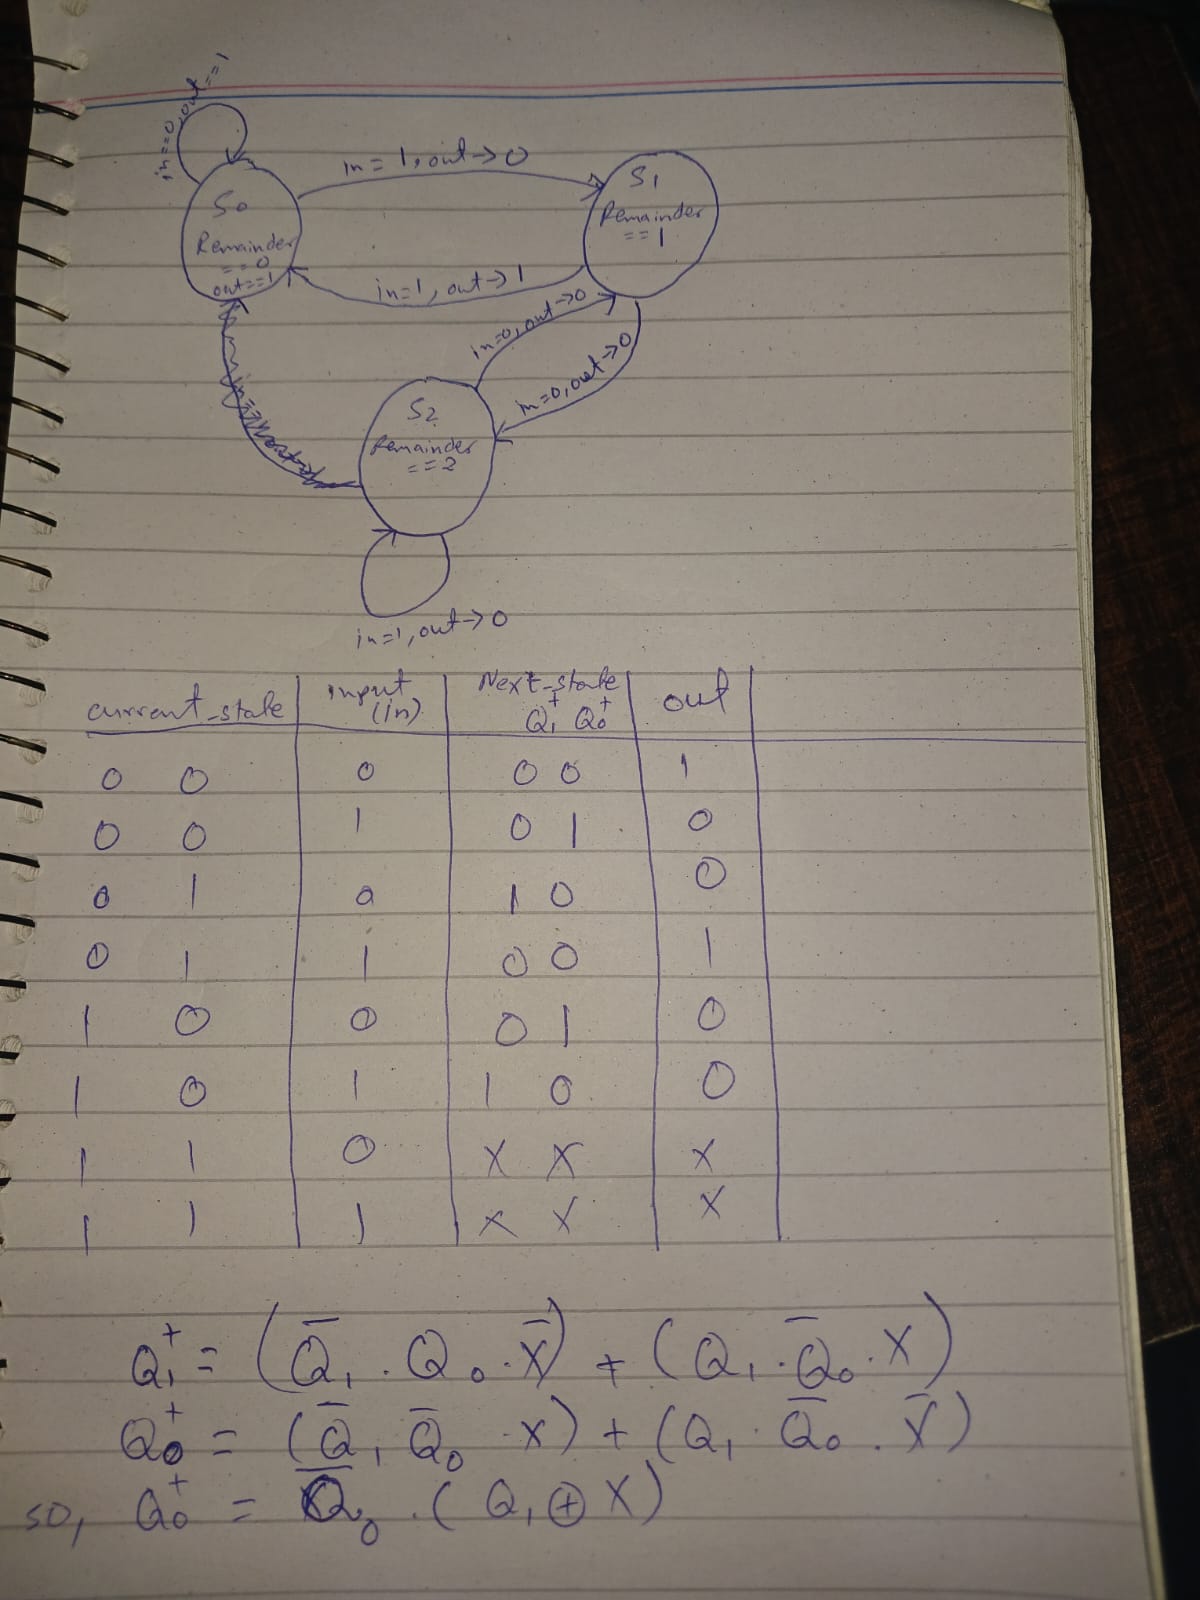 in==0, out==1
in = 1, out→0
S0
Remainder
==0
out==1
S1
Remainder
==1
in=1, out→1
in=0, out→0
in=0, out→0
S2
Remainder
==2
in=1, out→0
current_state | input (in) | Next-state Q₁⁺ Q₀⁺ | out
0 0 | 0 | 0 0 | 1
0 0 | 1 | 0 1 | 0
0 1 | 0 | 1 0 | 0
0 1 | 1 | 0 0 | 1
1 0 | 0 | 0 1 | 0
1 0 | 1 | 1 0 | 0
1 1 | 0 | X X | X
1 1 | 1 | X X | X
Q₁⁺ = (Q̅₁ . Q₀ . X̅) + (Q₁ . Q̅₀ . X)
Q₀⁺ = (Q̅₁ Q̅₀ . X) + (Q₁ . Q̅₀ . X̅)
so, Q₀⁺ = Q̅₀ . (Q₁ ⊕ X)